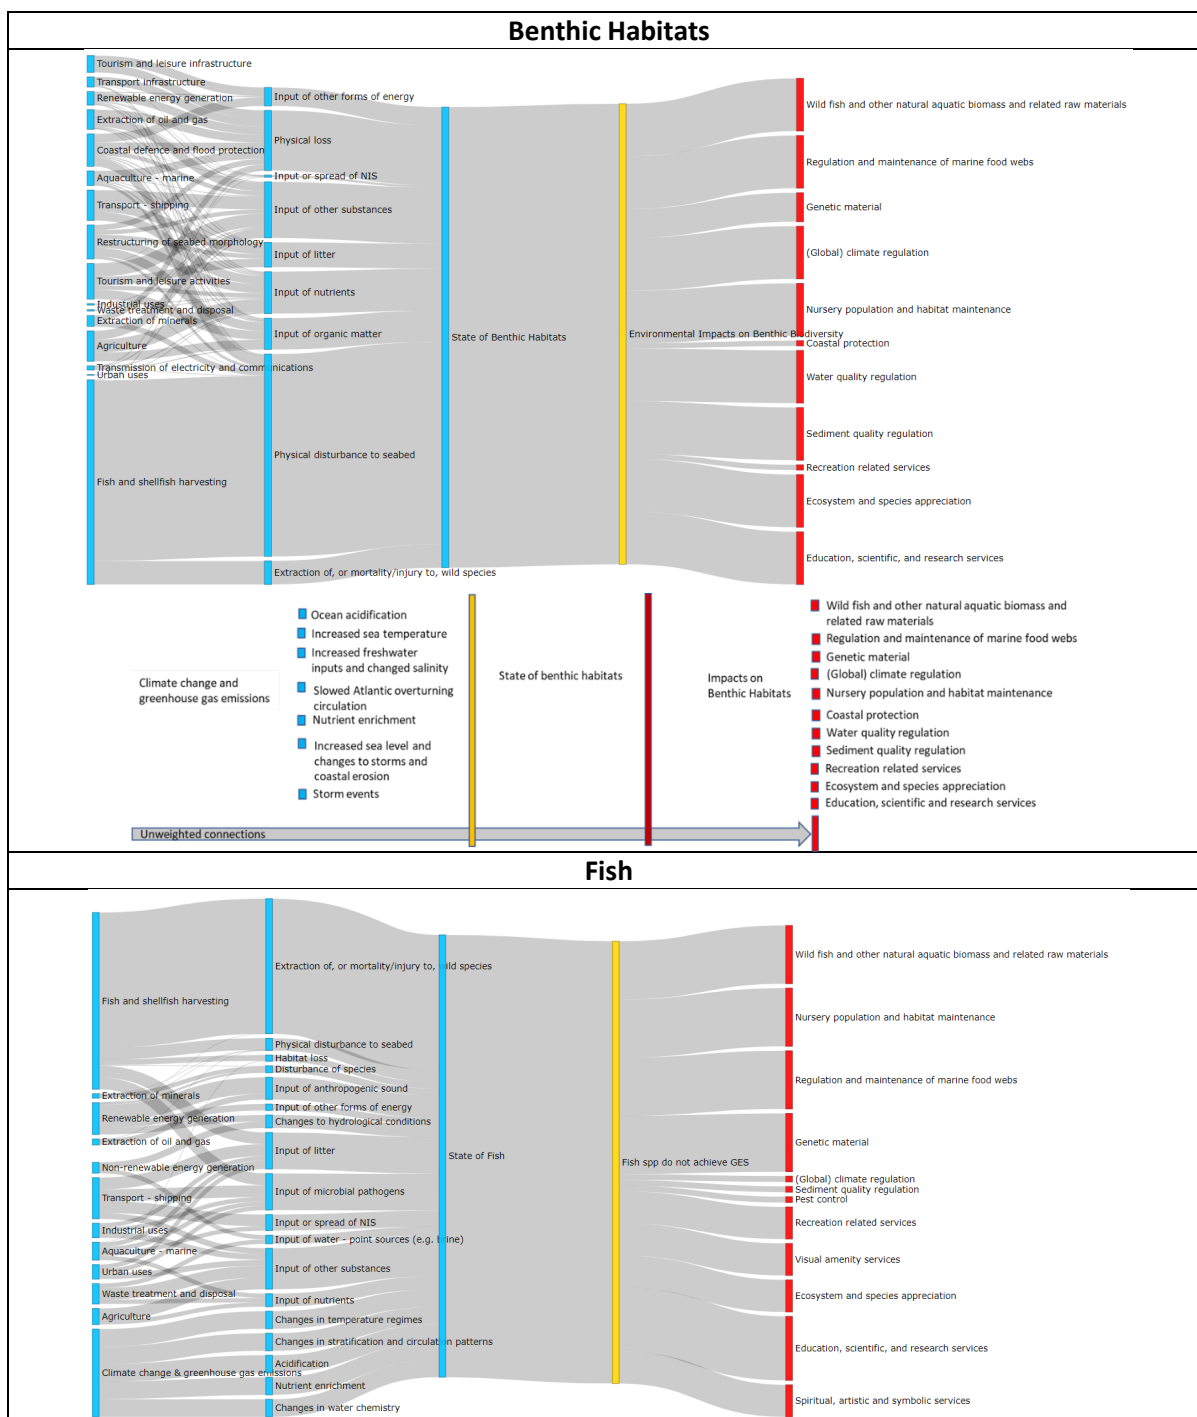 Benthic Habitats
Tourism and leisure infrastructure
Transport infrastructure
Renewable energy generation
Extraction of oil and gas
Coastal defence and flood protection
Aquaculture - marine
Transport - shipping
Restructuring of seabed morphology
Tourism and leisure activities
Industrial uses
Waste treatment and disposal
Extraction of minerals
Agriculture
Transmission of electricity and communications
Urban uses
Fish and shellfish harvesting
Input of other forms of energy
Physical loss
Input or spread of NIS
Input of other substances
Input of litter
Input of nutrients
Input of organic matter
Physical disturbance to seabed
Extraction of, or mortality/injury to, wild species
State of Benthic Habitats
Environmental Impacts on Benthic Biodiversity
Wild fish and other natural aquatic biomass and related raw materials
Regulation and maintenance of marine food webs
Genetic material
(Global) climate regulation
Nursery population and habitat maintenance
Coastal protection
Water quality regulation
Sediment quality regulation
Recreation related services
Ecosystem and species appreciation
Education, scientific, and research services
Climate change and
greenhouse gas emissions
Ocean acidification
Increased sea temperature
Increased freshwater
inputs and changed salinity
Slowed Atlantic overturning
circulation
Nutrient enrichment
Increased sea level and
changes to storms and
coastal erosion
Storm events
State of benthic habitats
Impacts on
Benthic Habitats
Wild fish and other natural aquatic biomass and
related raw materials
Regulation and maintenance of marine food webs
Genetic material
(Global) climate regulation
Nursery population and habitat maintenance
Coastal protection
Water quality regulation
Sediment quality regulation
Recreation related services
Ecosystem and species appreciation
Education, scientific and research services
Unweighted connections
Fish
Fish and shellfish harvesting
Extraction of minerals
Renewable energy generation
Extraction of oil and gas
Non-renewable energy generation
Transport - shipping
Industrial uses
Aquaculture - marine
Urban uses
Waste treatment and disposal
Agriculture
Climate change & greenhouse gas emissions
Extraction of, or mortality/injury to, wild species
Physical disturbance to seabed
Habitat loss
Disturbance of species
Input of anthropogenic sound
Input of other forms of energy
Changes to hydrological conditions
Input of litter
Input of microbial pathogens
Input or spread of NIS
Input of water - point sources (e.g. brine)
Input of other substances
Input of nutrients
Changes in temperature regimes
Changes in stratification and circulation patterns
Acidification
Nutrient enrichment
Changes in water chemistry
State of Fish
Fish spp do not achieve GES
Wild fish and other natural aquatic biomass and related raw materials
Nursery population and habitat maintenance
Regulation and maintenance of marine food webs
Genetic material
(Global) climate regulation
Sediment quality regulation
Pest control
Recreation related services
Visual amenity services
Ecosystem and species appreciation
Education, scientific, and research services
Spiritual, artistic and symbolic services